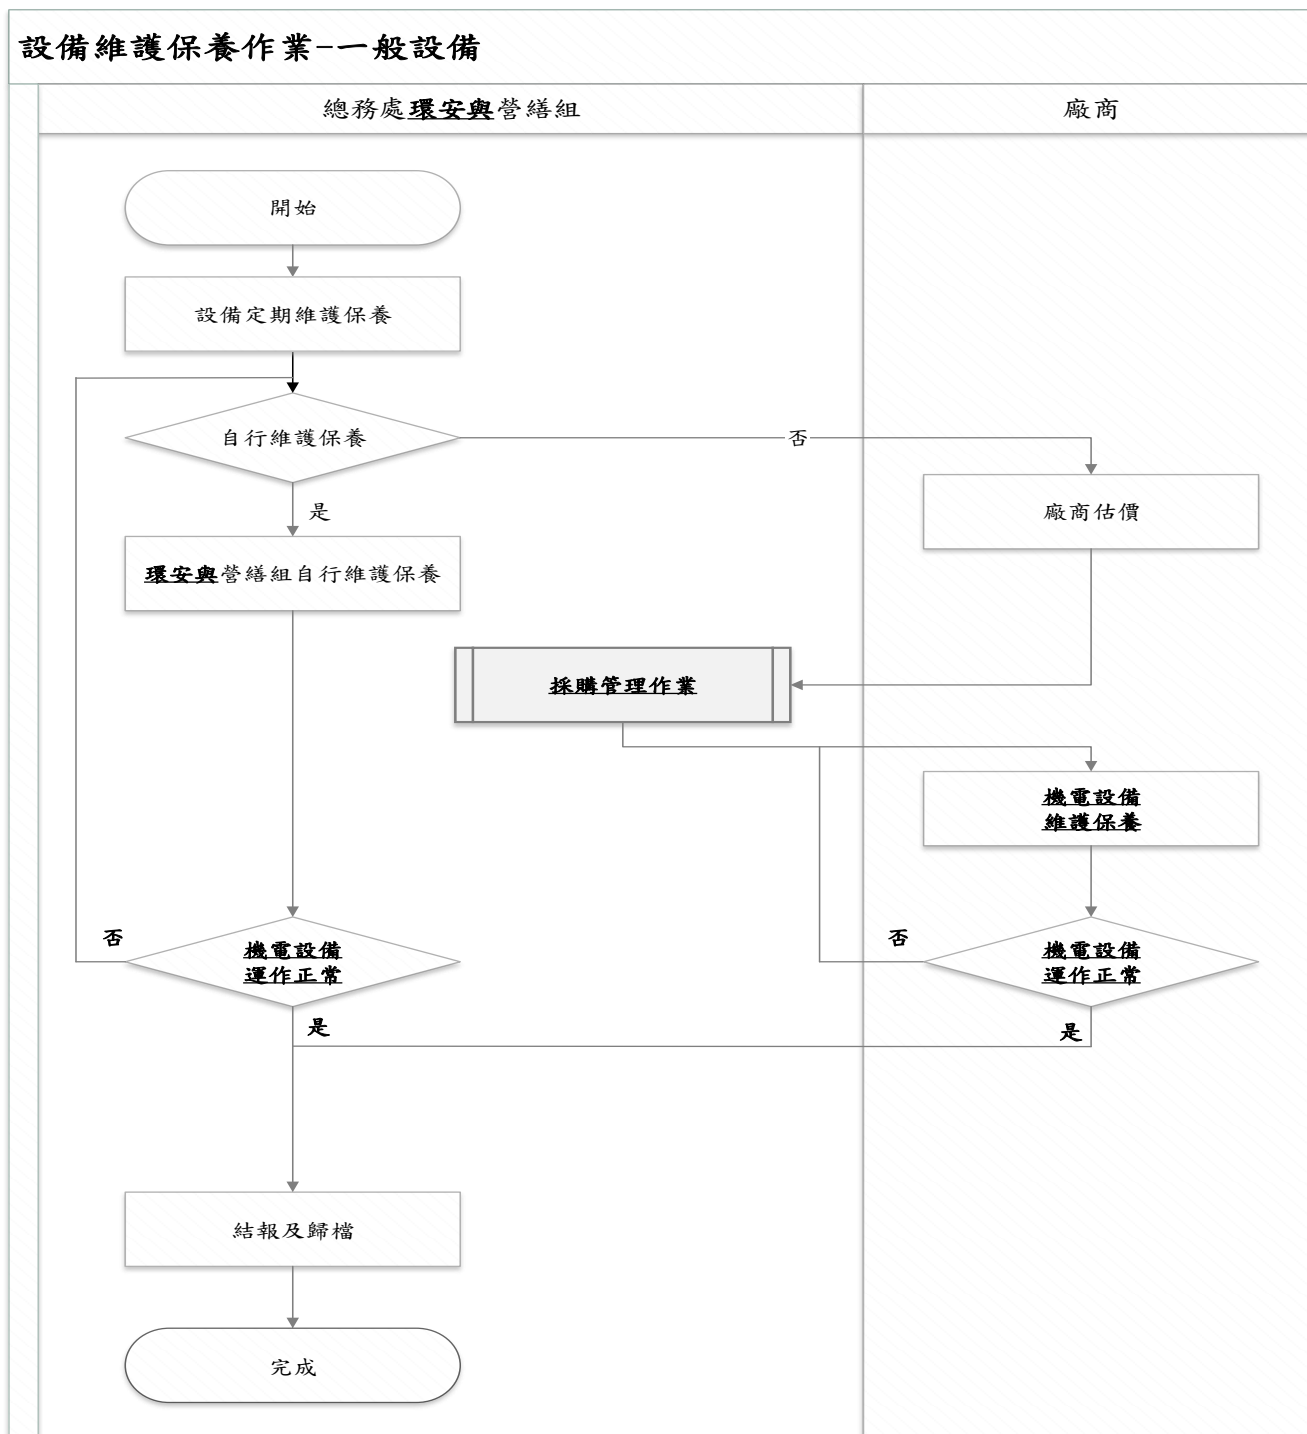 設備維護保養作業-一般設備
總務處環安與營繕組
廠商
開始
設備定期維護保養
自行維護保養
否
是
廠商估價
環安與營繕組自行維護保養
採購管理作業
機電設備
維護保養
否
機電設備
運作正常
是
否
機電設備
運作正常
是
結報及歸檔
完成